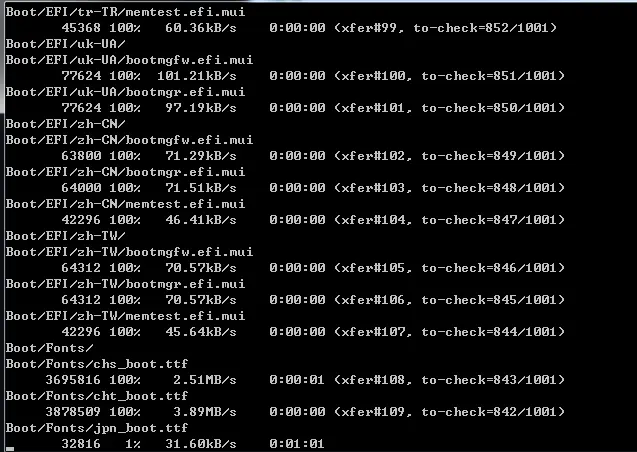 Boot/EFI/tr-TR/memtest.efi.mui
45368 100%   60.36kB/s    0:00:00 (xfer#99, to-check=852/1001)
Boot/EFI/uk-UA/
Boot/EFI/uk-UA/bootmgfw.efi.mui
77624 100%  101.21kB/s    0:00:00 (xfer#100, to-check=851/1001)
Boot/EFI/uk-UA/bootmgr.efi.mui
77624 100%   97.19kB/s    0:00:00 (xfer#101, to-check=850/1001)
Boot/EFI/zh-CN/
Boot/EFI/zh-CN/bootmgfw.efi.mui
63800 100%   71.29kB/s    0:00:00 (xfer#102, to-check=849/1001)
Boot/EFI/zh-CN/bootmgr.efi.mui
64000 100%   71.51kB/s    0:00:00 (xfer#103, to-check=848/1001)
Boot/EFI/zh-CN/memtest.efi.mui
42296 100%   46.41kB/s    0:00:00 (xfer#104, to-check=847/1001)
Boot/EFI/zh-TW/
Boot/EFI/zh-TW/bootmgfw.efi.mui
64312 100%   70.57kB/s    0:00:00 (xfer#105, to-check=846/1001)
Boot/EFI/zh-TW/bootmgr.efi.mui
64312 100%   70.57kB/s    0:00:00 (xfer#106, to-check=845/1001)
Boot/EFI/zh-TW/memtest.efi.mui
42296 100%   45.64kB/s    0:00:00 (xfer#107, to-check=844/1001)
Boot/Fonts/
Boot/Fonts/chs_boot.ttf
3695816 100%    2.51MB/s    0:00:01 (xfer#108, to-check=843/1001)
Boot/Fonts/cht_boot.ttf
3878509 100%    3.89MB/s    0:00:00 (xfer#109, to-check=842/1001)
Boot/Fonts/jpn_boot.ttf
32816   1%   31.60kB/s    0:01:01